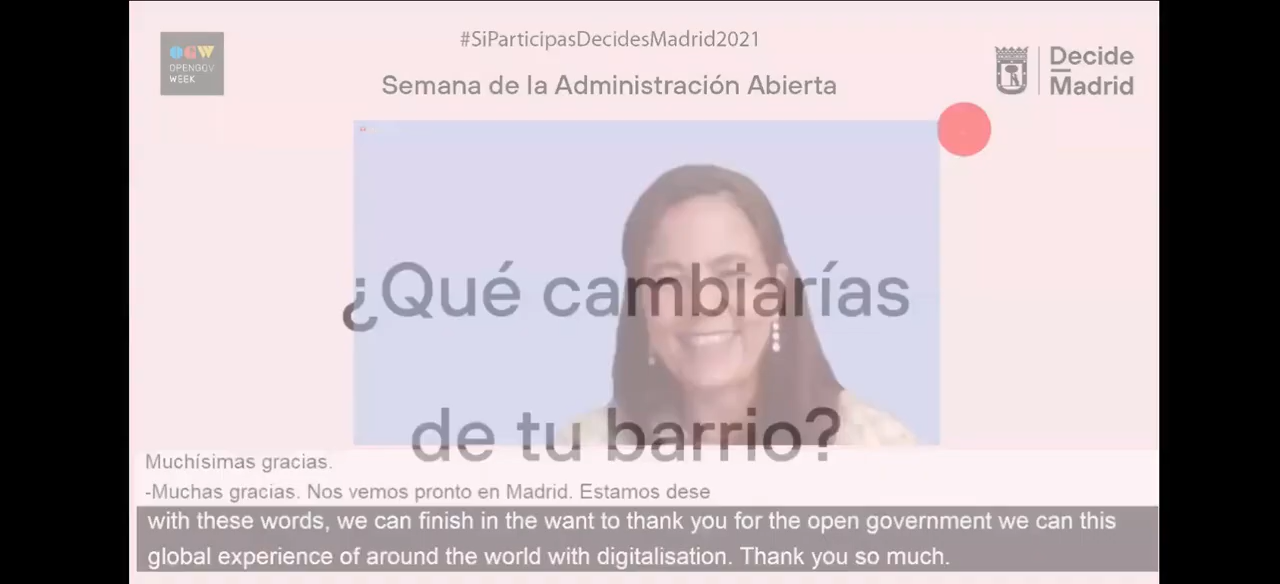 #SiParticipasDecidesMadrid2021
OGW
OPENGOV
WEEK
Semana de la Administración Abierta
Decide
Madrid
¿Qué cambiarías
de tu barrio?
Muchísimas gracias.
-Muchas gracias. Nos vemos pronto en Madrid. Estamos dese
with these words, we can finish in the want to thank you for the open government we can this
global experience of around the world with digitalisation. Thank you so much.